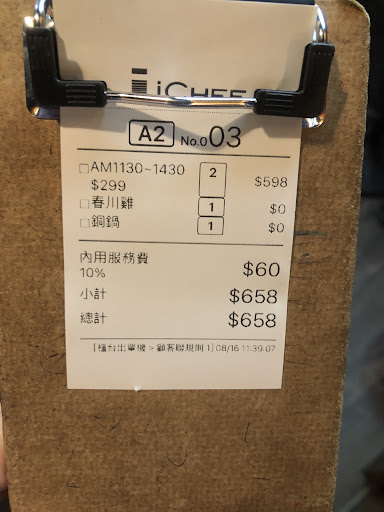 iCHEF
A2 No.003
AM1130~1430 2 $598
$299
春川雞 1 $0
銅鍋 1 $0
內用服務費
10% $60
小計 $658
總計 $658
[櫃台出單機 > 顧客聯規則 1] 08/16 11:39:07